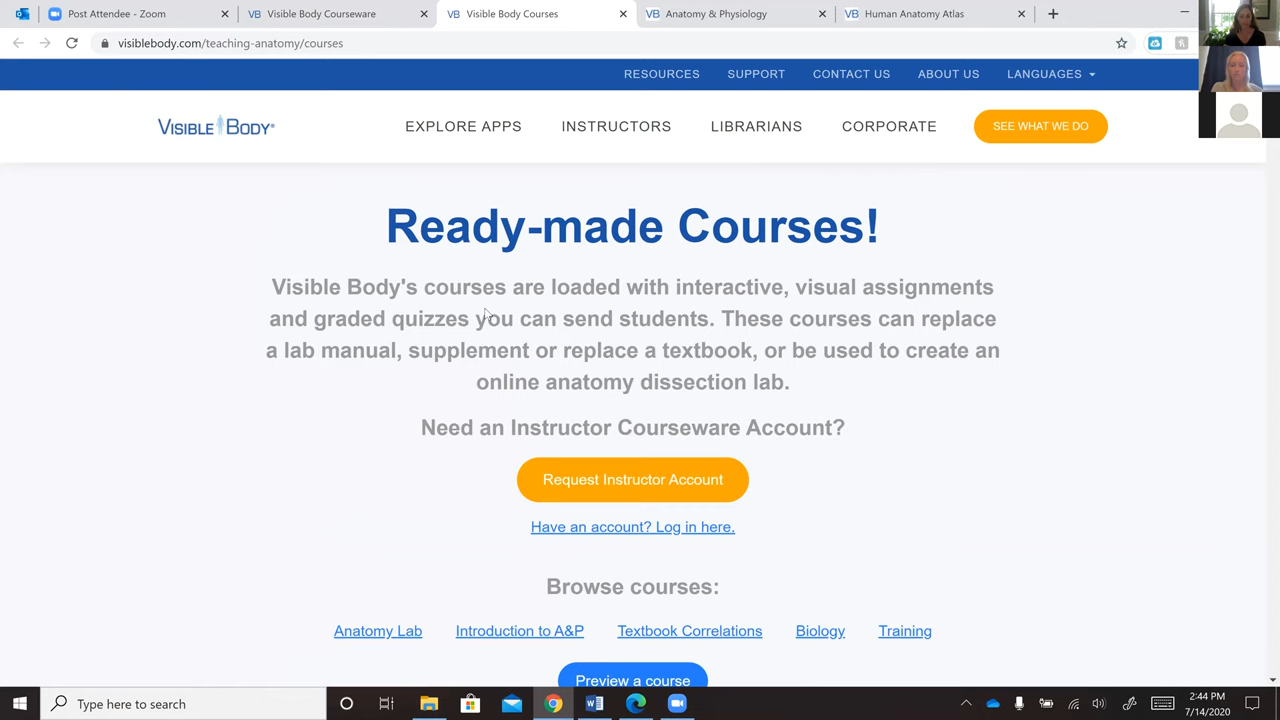 Post Attendee - Zoom
Visible Body Courseware
Visible Body Courses
Anatomy & Physiology
Human Anatomy Atlas
visiblebody.com/teaching-anatomy/courses
RESOURCES SUPPORT CONTACT US ABOUT US LANGUAGES
VISIBLE BODY®
EXPLORE APPS INSTRUCTORS LIBRARIANS CORPORATE SEE WHAT WE DO
Ready-made Courses!
Visible Body's courses are loaded with interactive, visual assignments
and graded quizzes you can send students. These courses can replace
a lab manual, supplement or replace a textbook, or be used to create an
online anatomy dissection lab.
Need an Instructor Courseware Account?
Request Instructor Account
Have an account? Log in here.
Browse courses:
Anatomy Lab Introduction to A&P Textbook Correlations Biology Training
Preview a course
Type here to search
2:44 PM
7/14/2020